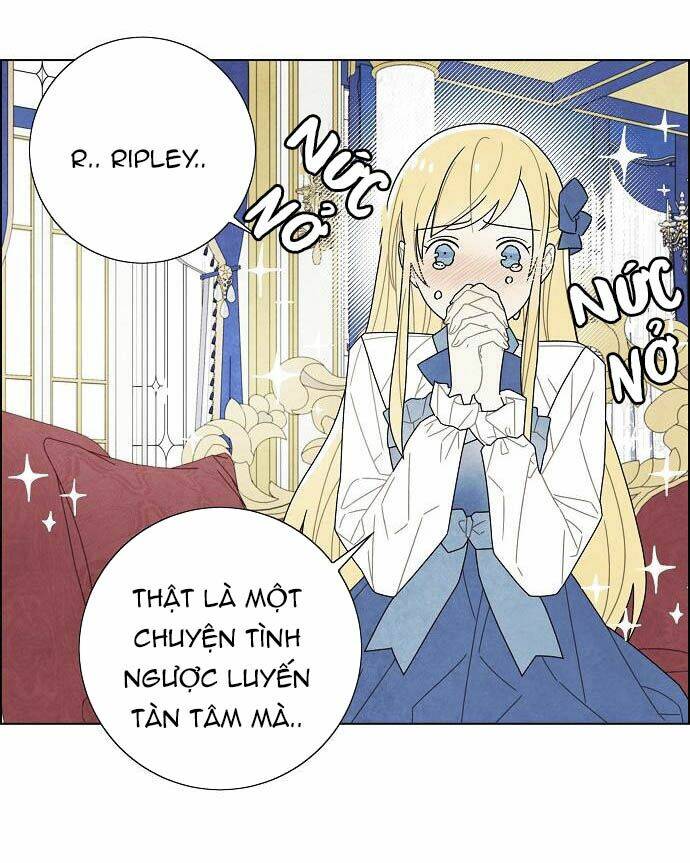 R.. RIPLEY..
NỨC
NỞ
NỨC
NỞ
THẬT LÀ MỘT
CHUYỆN TÌNH
NGƯỢC LUYẾN
TÀN TÂM MÀ..